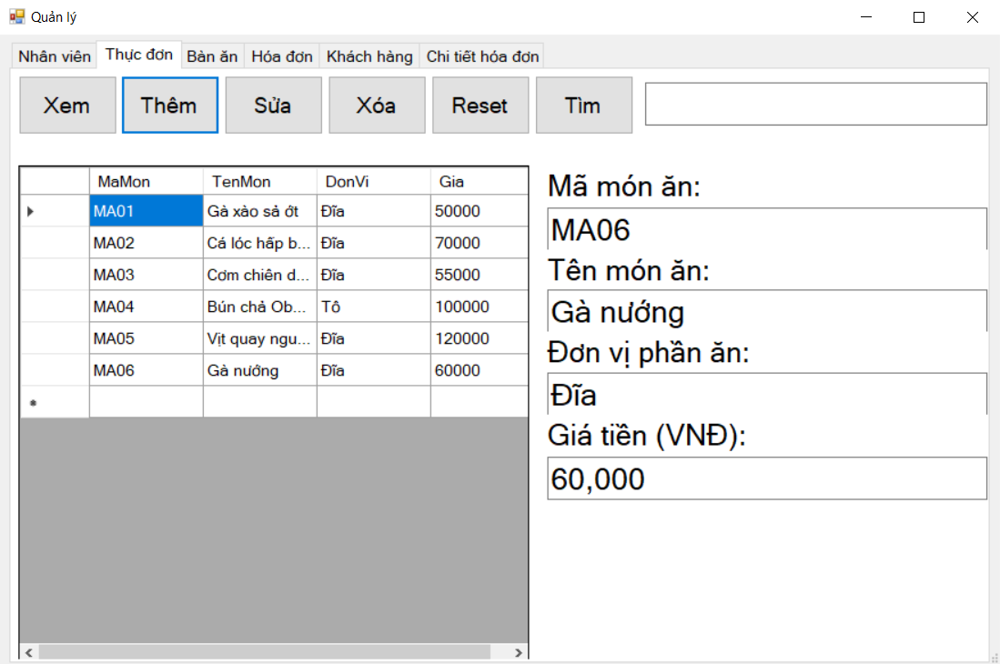 Quản lý
Nhân viên Thực đơn Bàn ăn Hóa đơn Khách hàng Chi tiết hóa đơn
Xem Thêm Sửa Xóa Reset Tìm
MaMon TenMon DonVi Gia
MA01 Gà xào sả ớt Đĩa 50000
MA02 Cá lóc hấp b... Đĩa 70000
MA03 Cơm chiên d... Đĩa 55000
MA04 Bún chả Ob... Tô 100000
MA05 Vịt quay ngu... Đĩa 120000
MA06 Gà nướng Đĩa 60000
Mã món ăn:
MA06
Tên món ăn:
Gà nướng
Đơn vị phần ăn:
Đĩa
Giá tiền (VNĐ):
60,000